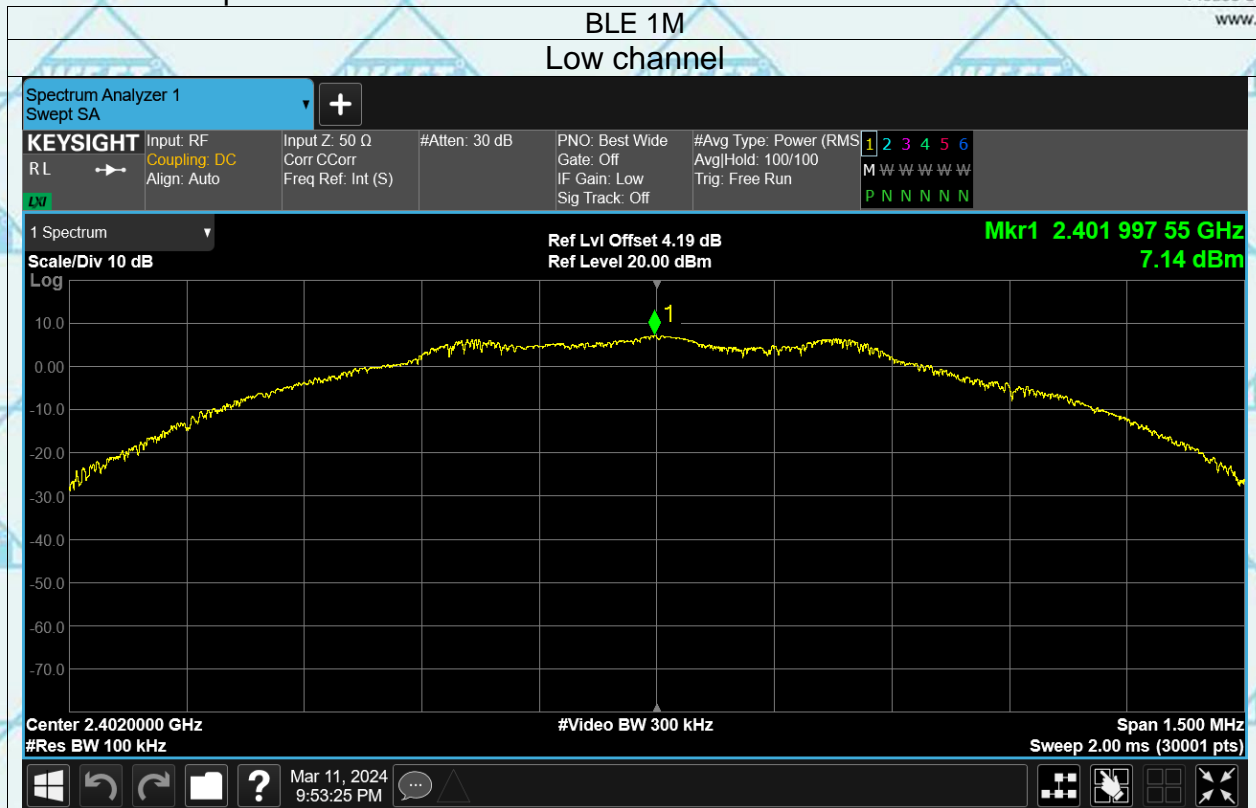 www.
BLE 1M
Low channel
Spectrum Analyzer 1
Swept SA
KEYSIGHT
R L
LXI
Input: RF
Coupling: DC
Align: Auto
Input Z: 50 Ω
Corr CCorr
Freq Ref: Int (S)
#Atten: 30 dB
PNO: Best Wide
Gate: Off
IF Gain: Low
Sig Track: Off
#Avg Type: Power (RMS
Avg|Hold: 100/100
Trig: Free Run
1 2 3 4 5 6
M W W W W W
P N N N N N
1 Spectrum
Scale/Div 10 dB
Ref Lvl Offset 4.19 dB
Ref Level 20.00 dBm
Mkr1 2.401 997 55 GHz
7.14 dBm
Log
1
10.0
0.00
-10.0
-20.0
-30.0
-40.0
-50.0
-60.0
-70.0
Center 2.4020000 GHz
#Res BW 100 kHz
#Video BW 300 kHz
Span 1.500 MHz
Sweep 2.00 ms (30001 pts)
?
Mar 11, 2024
9:53:25 PM